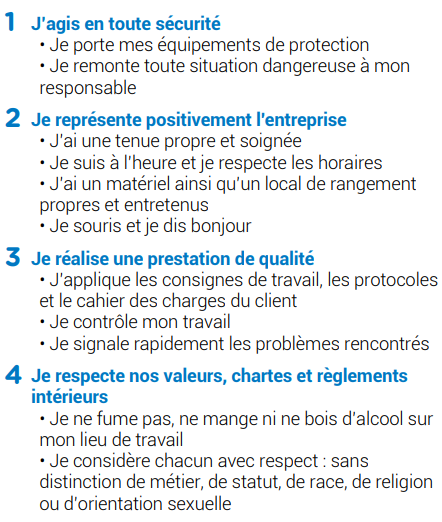 1 J'agis en toute sécurité
• Je porte mes équipements de protection
• Je remonte toute situation dangereuse à mon
responsable
2 Je représente positivement l'entreprise
• J'ai une tenue propre et soignée
• Je suis à l'heure et je respecte les horaires
• J'ai un matériel ainsi qu'un local de rangement
propres et entretenus
• Je souris et je dis bonjour
3 Je réalise une prestation de qualité
• J'applique les consignes de travail, les protocoles
et le cahier des charges du client
• Je contrôle mon travail
• Je signale rapidement les problèmes rencontrés
4 Je respecte nos valeurs, chartes et règlements
intérieurs
• Je ne fume pas, ne mange ni ne bois d'alcool sur
mon lieu de travail
• Je considère chacun avec respect : sans
distinction de métier, de statut, de race, de religion
ou d'orientation sexuelle